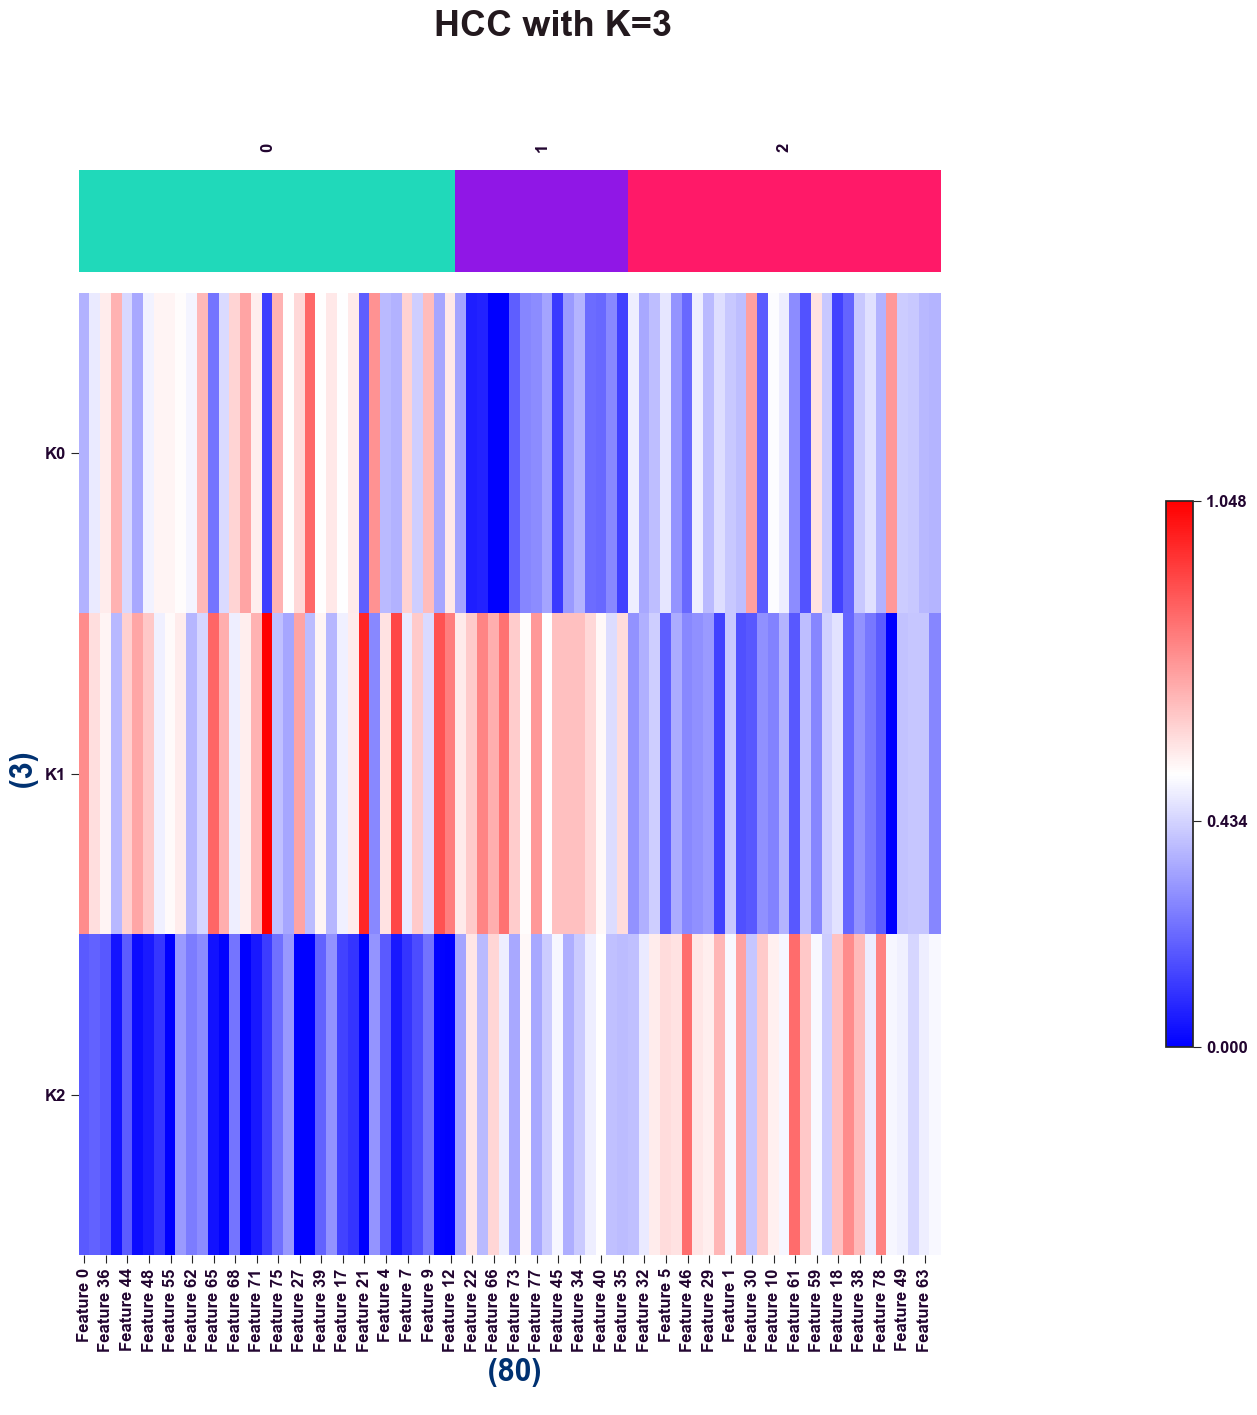 HCC with K=3
0
1
2
K0
K1
K2
(3)
1.048
0.434
0.000
Feature 0
Feature 36
Feature 44
Feature 48
Feature 55
Feature 62
Feature 65
Feature 68
Feature 71
Feature 75
Feature 27
Feature 39
Feature 17
Feature 21
Feature 4
Feature 7
Feature 9
Feature 12
Feature 22
Feature 66
Feature 73
Feature 77
Feature 45
Feature 34
Feature 40
Feature 35
Feature 32
Feature 5
Feature 46
Feature 29
Feature 1
Feature 30
Feature 10
Feature 61
Feature 59
Feature 18
Feature 38
Feature 78
Feature 49
Feature 63
(80)